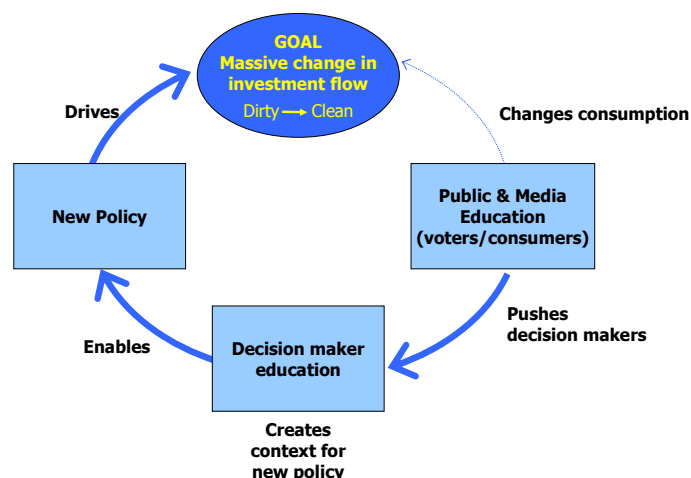 GOAL
Massive change in
investment flow
Dirty → Clean
Drives
Changes consumption
New Policy
Public & Media
Education
(voters/consumers)
Pushes
decision makers
Enables
Decision maker
education
Creates
context for
new policy